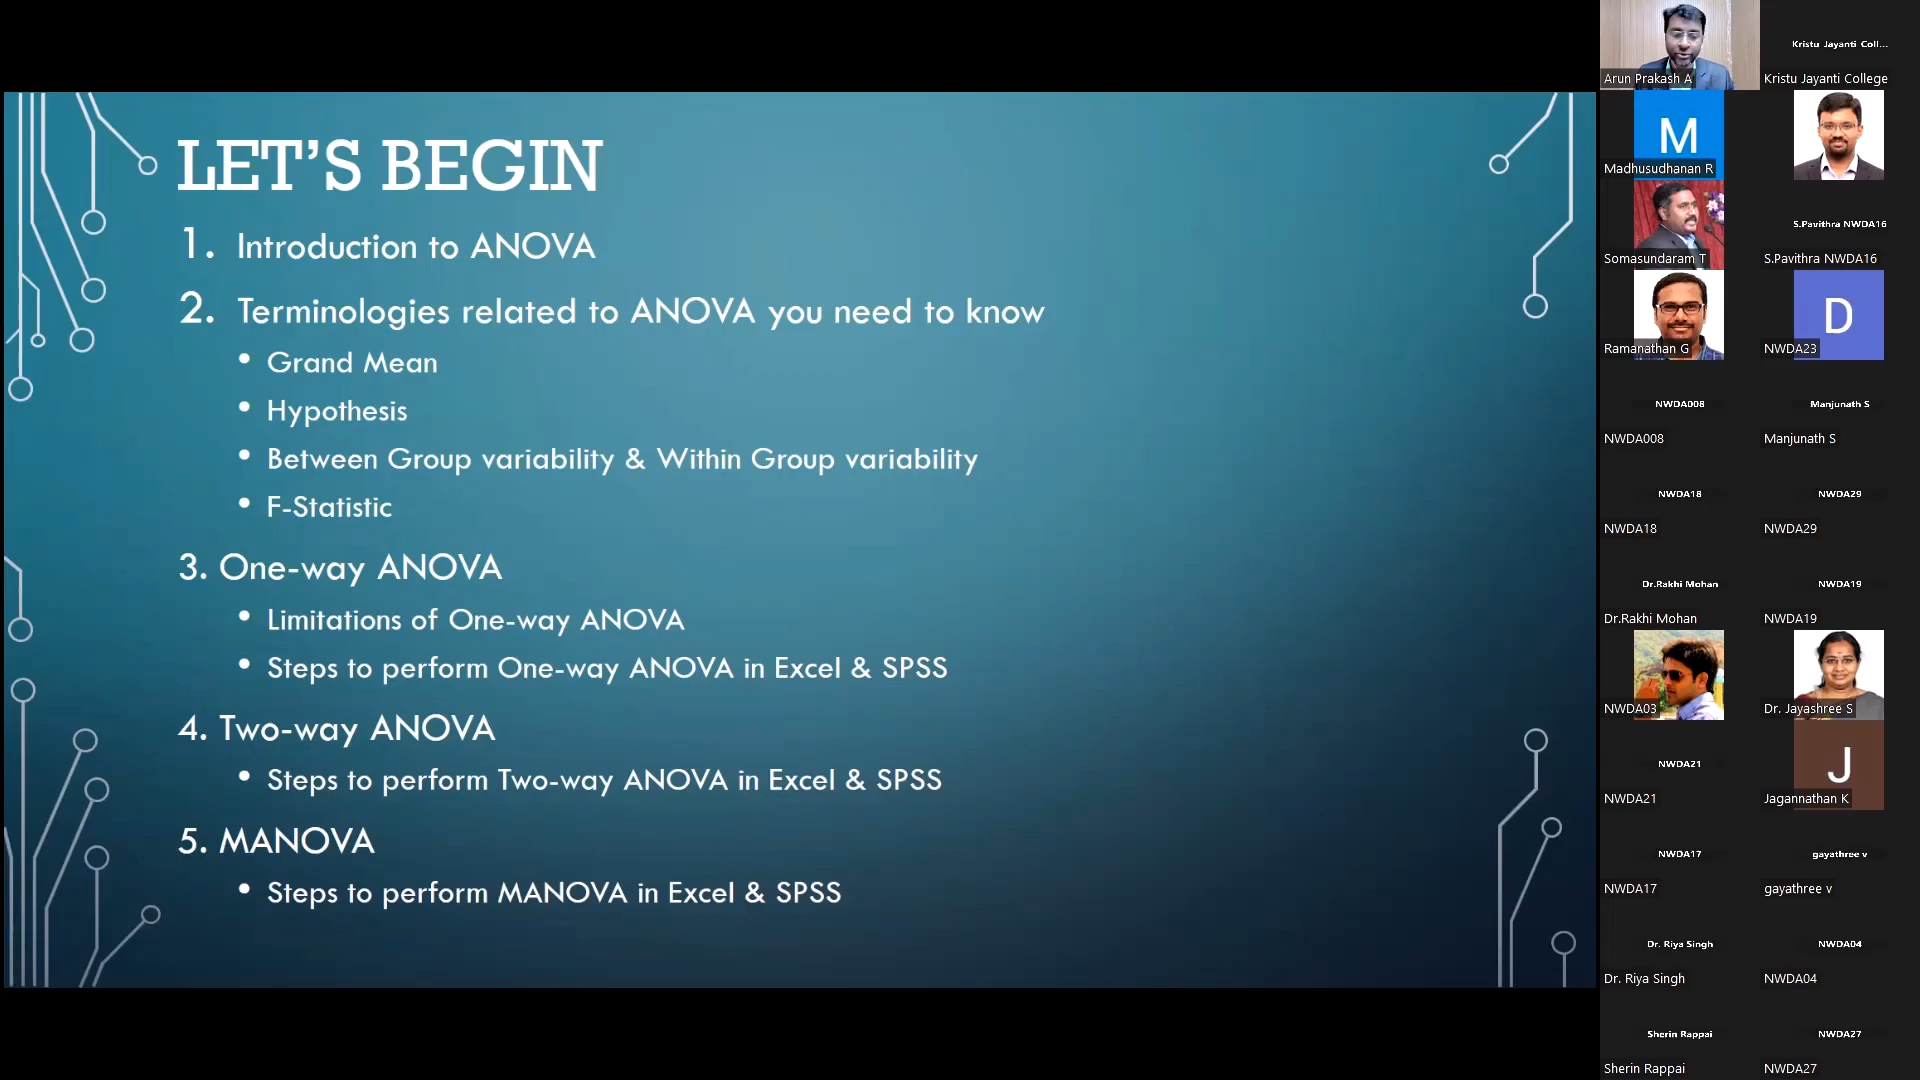 LET'S BEGIN
1. Introduction to ANOVA
2. Terminologies related to ANOVA you need to know
• Grand Mean
• Hypothesis
• Between Group variability & Within Group variability
• F-Statistic
3. One-way ANOVA
• Limitations of One-way ANOVA
• Steps to perform One-way ANOVA in Excel & SPSS
4. Two-way ANOVA
• Steps to perform Two-way ANOVA in Excel & SPSS
5. MANOVA
• Steps to perform MANOVA in Excel & SPSS
Arun Prakash A
Kristu Jayanti Coll...
Kristu Jayanti College
M
Madhusudhanan R
Somasundaram T
S.Pavithra NWDA16
S.Pavithra NWDA16
Ramanathan G
D
NWDA23
NWDA008
NWDA008
Manjunath S
Manjunath S
NWDA18
NWDA18
NWDA29
NWDA29
Dr.Rakhi Mohan
Dr.Rakhi Mohan
NWDA19
NWDA19
NWDA03
Dr. Jayashree S
NWDA21
NWDA21
J
Jagannathan K
NWDA17
NWDA17
gayathree v
gayathree v
Dr. Riya Singh
Dr. Riya Singh
NWDA04
NWDA04
Sherin Rappai
Sherin Rappai
NWDA27
NWDA27